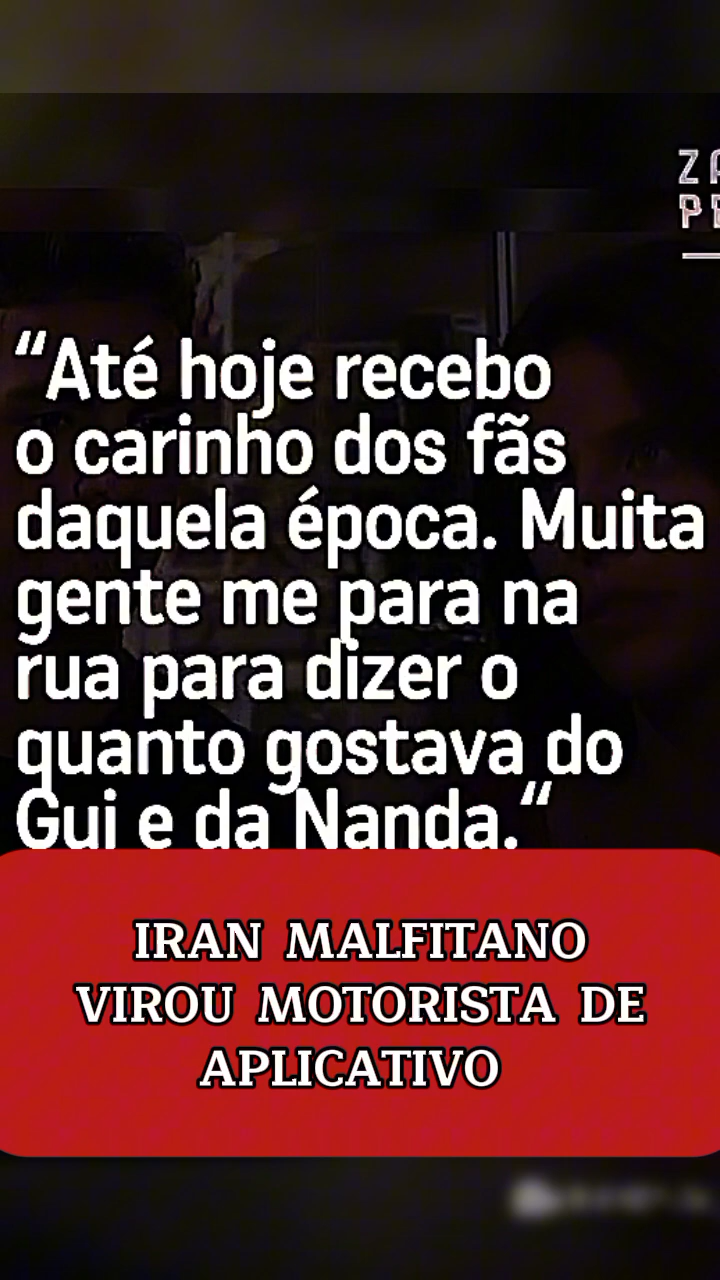 “Até hoje recebo
o carinho dos fãs
daquela época. Muita
gente me para na
rua para dizer o
quanto gostava do
Gui e da Nanda.“
IRAN MALFITANO
VIROU MOTORISTA DE
APLICATIVO